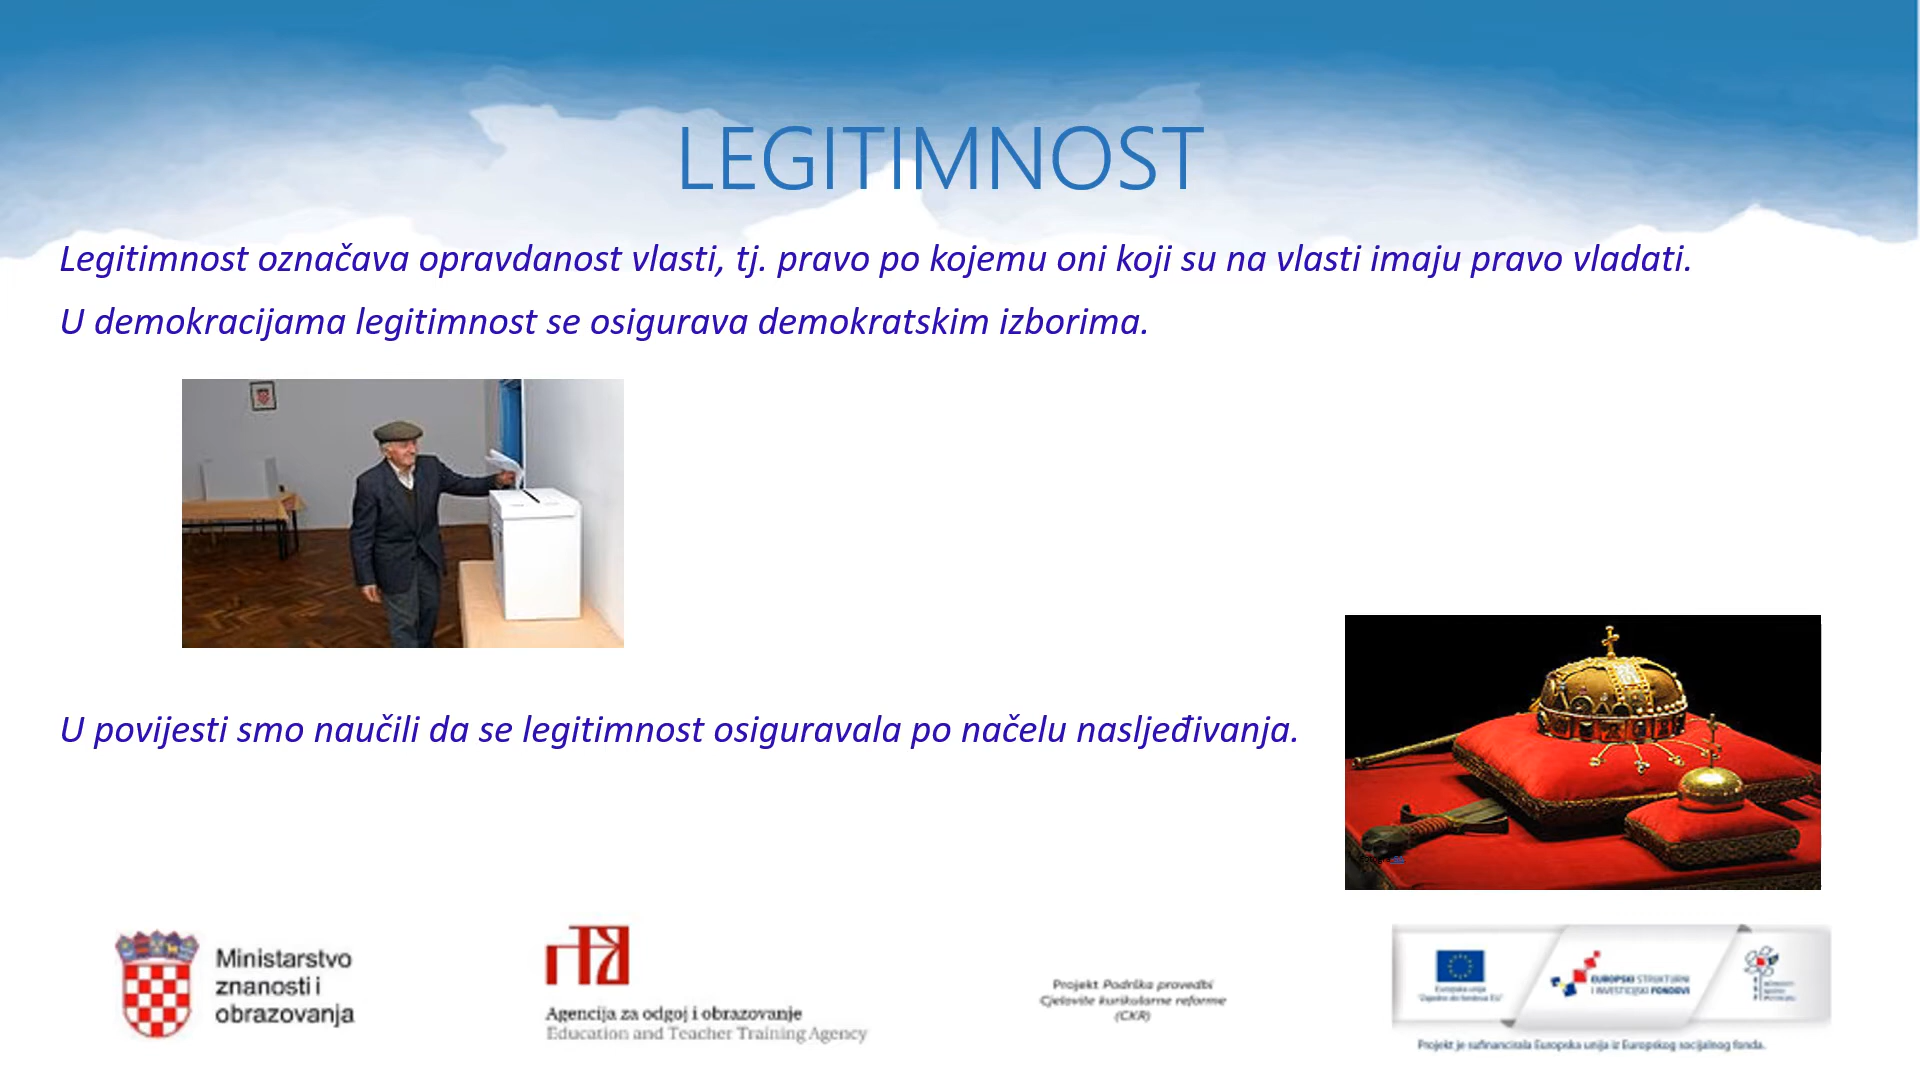 LEGITIMNOST
Legitimnost označava opravdanost vlasti, tj. pravo po kojemu oni koji su na vlasti imaju pravo vladati.
U demokracijama legitimnost se osigurava demokratskim izborima.
U povijesti smo naučili da se legitimnost osiguravala po načelu nasljeđivanja.
Ministarstvo
znanosti i
obrazovanja
Agencija za odgoj i obrazovanje
Education and Teacher Training Agency
Projekt Podrška provedbi
Cjelovite kurikularne reforme
(CKR)
Europska unija
"Zajedno do fondova EU"
EUROPSKI STRUKTURNI
I INVESTICIJSKI FONDOVI
Projekt je sufinancirala Europska unija iz Europskog socijalnog fonda.